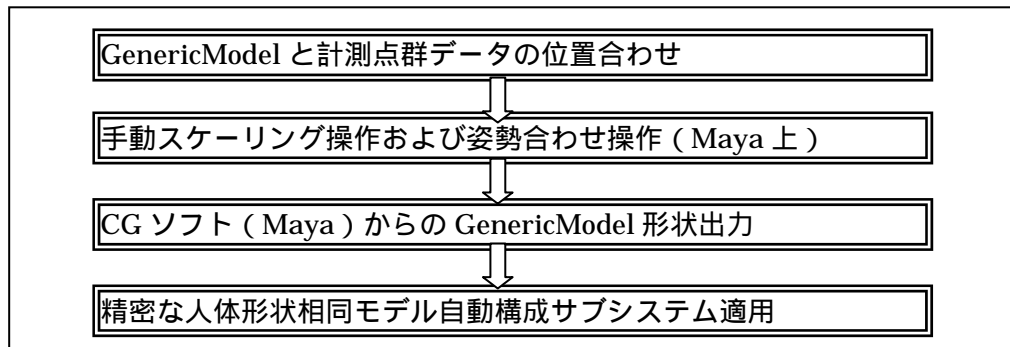 GenericModel と計測点群データの位置合わせ
手動スケーリング操作および姿勢合わせ操作（Maya 上）
CG ソフト（Maya）からの GenericModel 形状出力
精密な人体形状相同モデル自動構成サブシステム適用